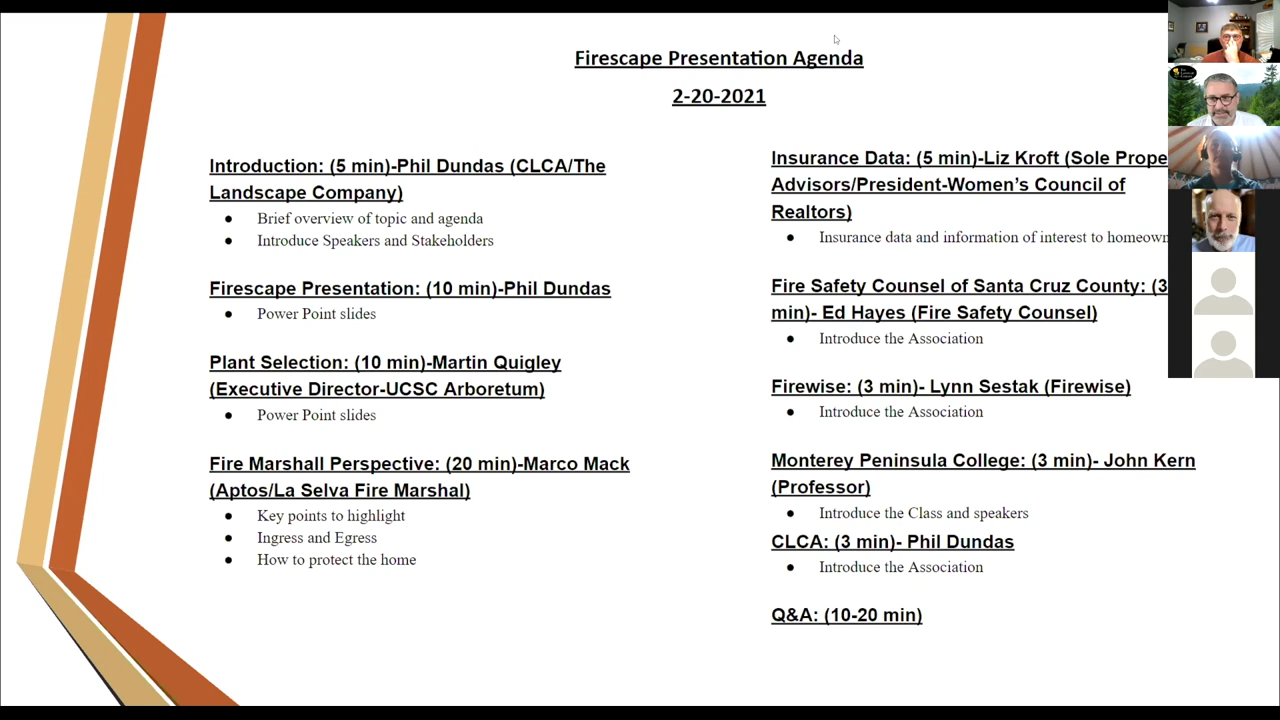 Firescape Presentation Agenda
2-20-2021
Introduction: (5 min)-Phil Dundas (CLCA/The
Landscape Company)
● Brief overview of topic and agenda
● Introduce Speakers and Stakeholders
Firescape Presentation: (10 min)-Phil Dundas
● Power Point slides
Plant Selection: (10 min)-Martin Quigley
(Executive Director-UCSC Arboretum)
● Power Point slides
Fire Marshall Perspective: (20 min)-Marco Mack
(Aptos/La Selva Fire Marshal)
● Key points to highlight
● Ingress and Egress
● How to protect the home
Insurance Data: (5 min)-Liz Kroft (Sole Prope
Advisors/President-Women's Council of
Realtors)
● Insurance data and information of interest to homeown
Fire Safety Counsel of Santa Cruz County: (3
min)- Ed Hayes (Fire Safety Counsel)
● Introduce the Association
Firewise: (3 min)- Lynn Sestak (Firewise)
● Introduce the Association
Monterey Peninsula College: (3 min)- John Kern
(Professor)
● Introduce the Class and speakers
CLCA: (3 min)- Phil Dundas
● Introduce the Association
Q&A: (10-20 min)